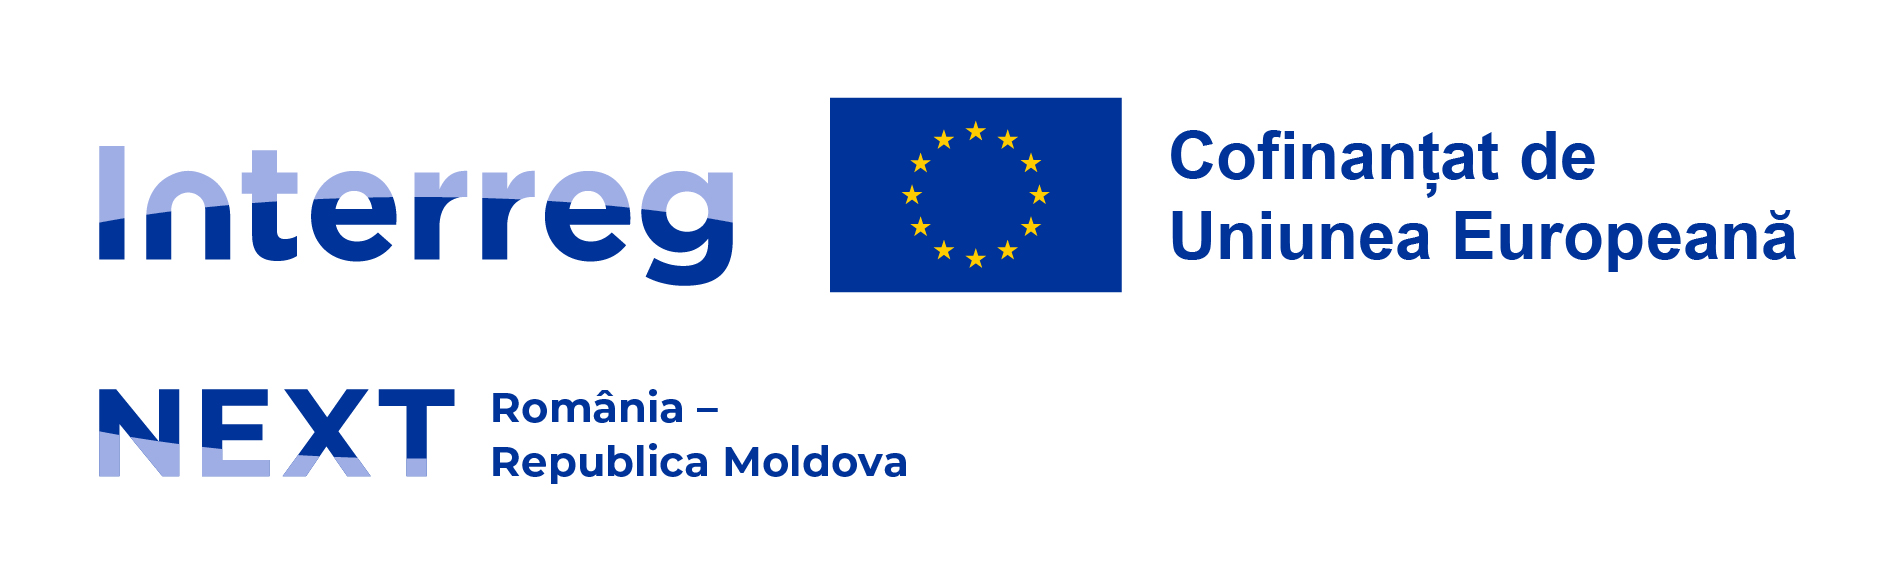 Interreg
Cofinanțat de
Uniunea Europeană
NEXT
România –
Republica Moldova